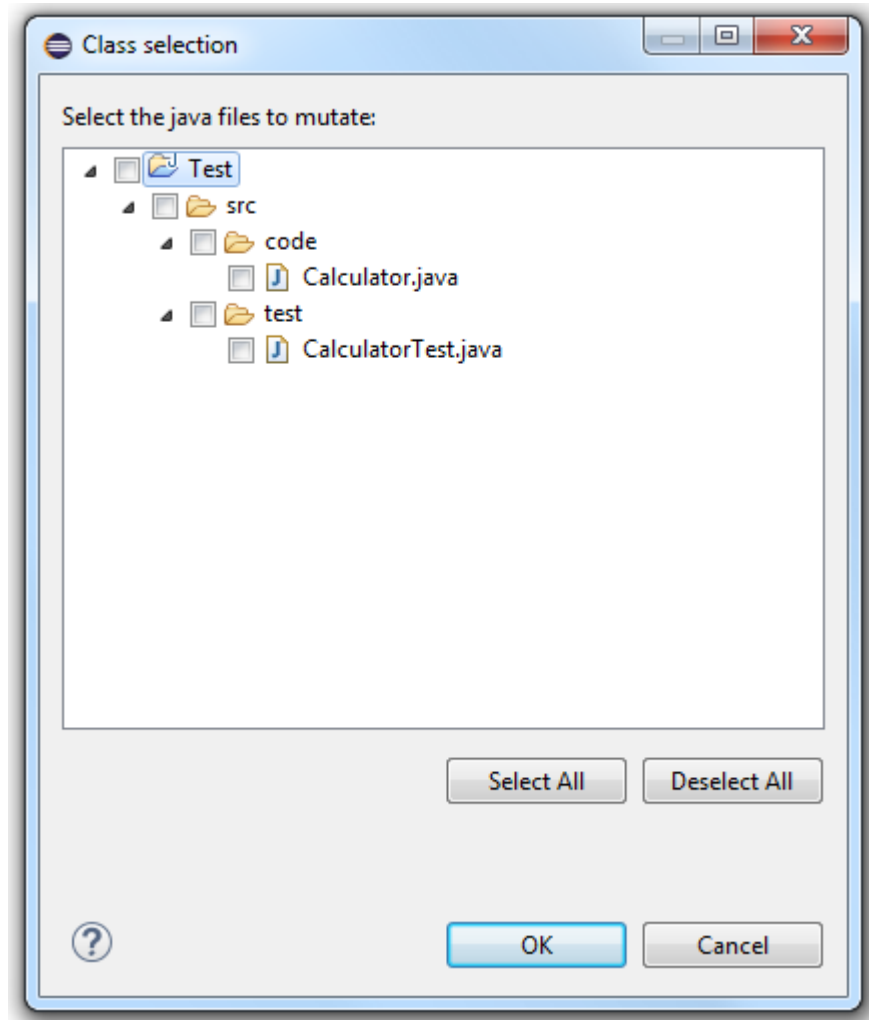 Class selection
Select the java files to mutate:
Test
src
code
Calculator.java
test
CalculatorTest.java
Select All
Deselect All
OK
Cancel